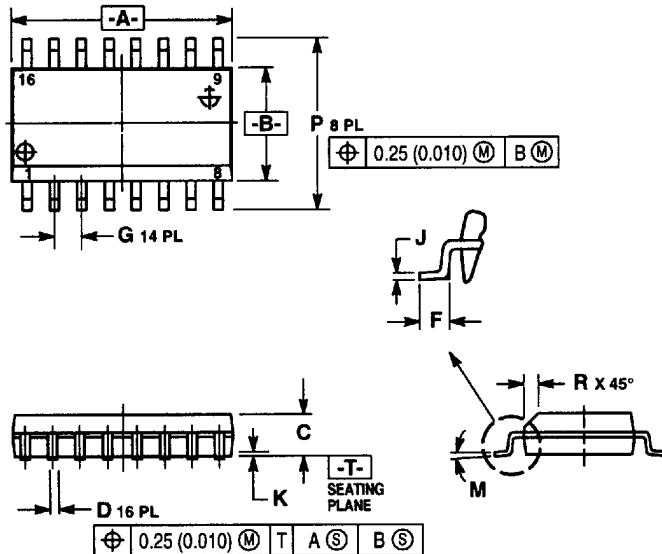 -A-
16 9
-B-
P 8 PL
⌖ 0.25 (0.010) Ⓜ B Ⓜ
1 8
G 14 PL
J
F
R X 45°
C
-T-
SEATING
PLANE
K
M
D 16 PL
⌖ 0.25 (0.010) Ⓜ T A Ⓢ B Ⓢ